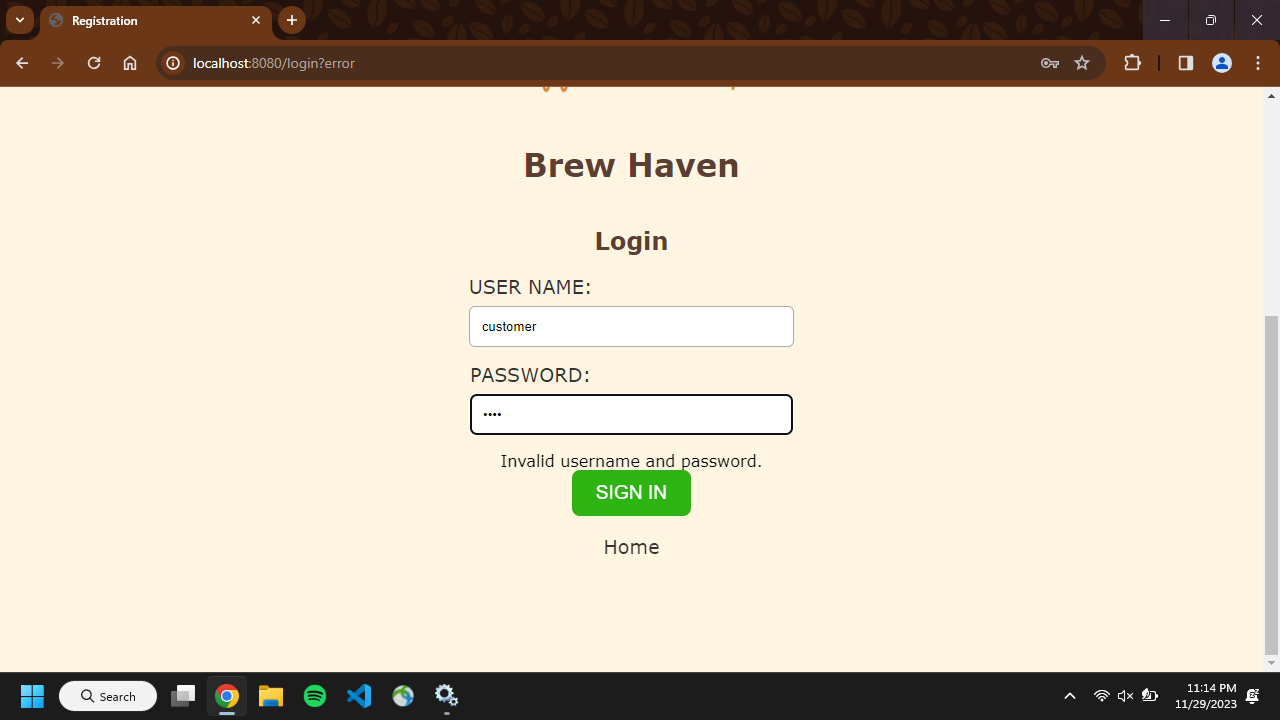 Registration
localhost:8080/login?error
Brew Haven
Login
USER NAME:
customer
PASSWORD:
••••
Invalid username and password.
SIGN IN
Home
Search
11:14 PM
11/29/2023